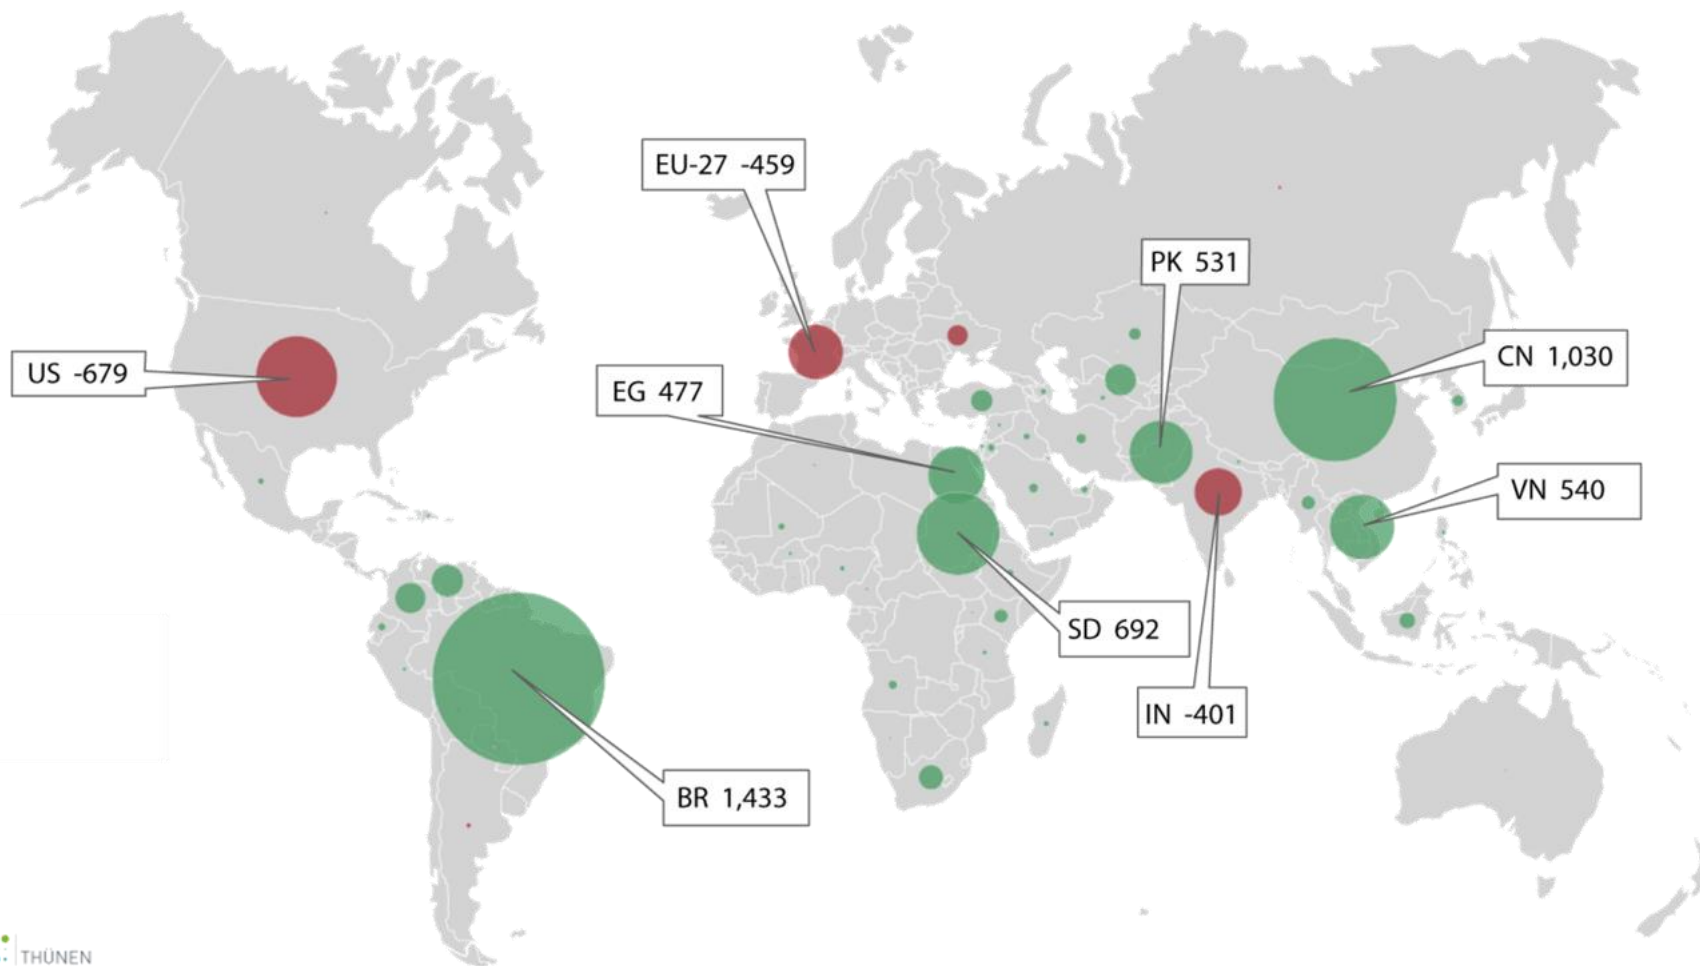 EU-27 -459
PK 531
CN 1,030
US -679
EG 477
VN 540
SD 692
IN -401
BR 1,433
THÜNEN